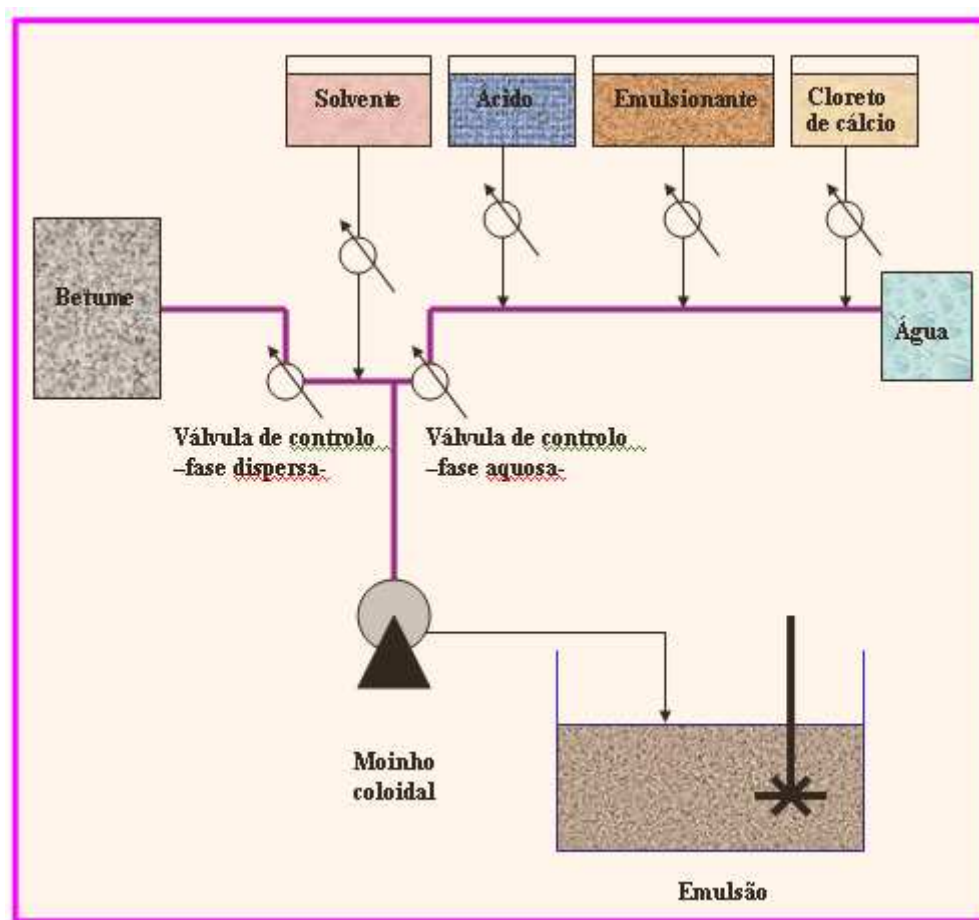 Solvente
Ácido
Emulsionante
Cloreto
de cálcio
Betume
Água
Válvula de controlo
–fase dispersa-
Válvula de controlo
–fase aquosa-
Moinho
coloidal
Emulsão